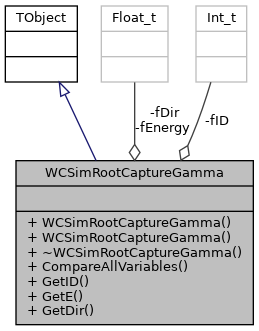 TObject
Float_t
Int_t
-fDir
-fEnergy
-fID
WCSimRootCaptureGamma
+ WCSimRootCaptureGamma()
+ WCSimRootCaptureGamma()
+ ~WCSimRootCaptureGamma()
+ CompareAllVariables()
+ GetID()
+ GetE()
+ GetDir()